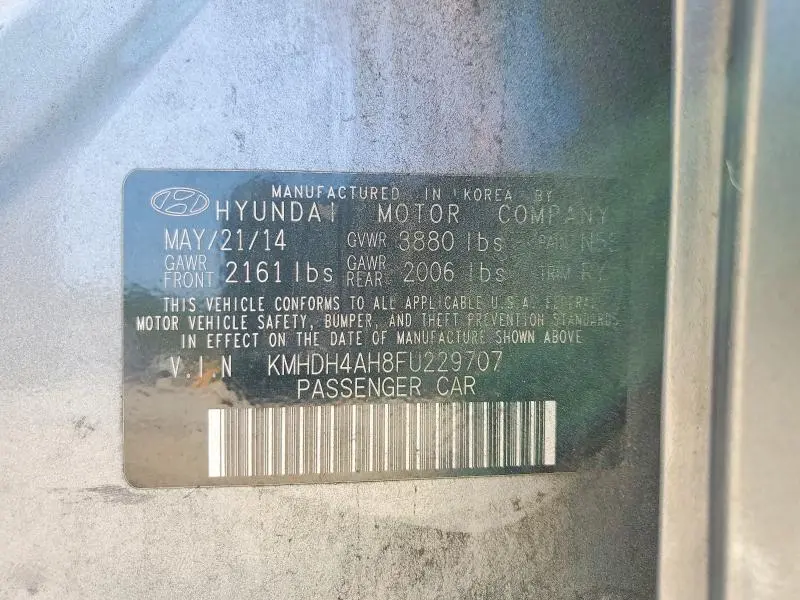 MANUFACTURED IN KOREA BY
HYUNDAI MOTOR COMPANY
MAY/21/14 GVWR 3880 lbs
GAWR FRONT 2161 lbs GAWR REAR 2006 lbs
THIS VEHICLE CONFORMS TO ALL APPLICABLE U.S.A. FEDERAL
MOTOR VEHICLE SAFETY, BUMPER, AND THEFT PREVENTION STANDARDS
IN EFFECT ON THE DATE OF MANUFACTURE SHOWN ABOVE
V.I.N KMHDH4AH8FU229707
PASSENGER CAR